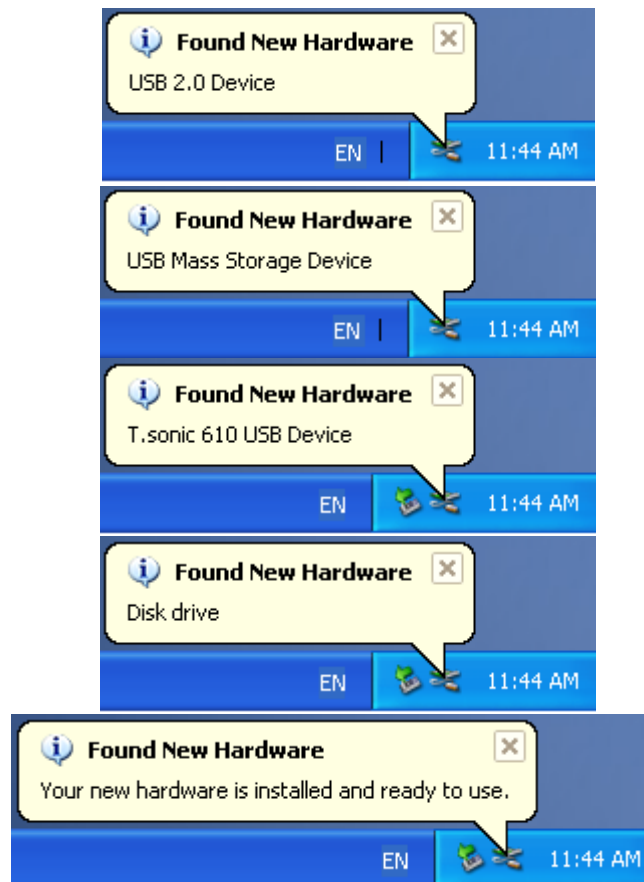 Found New Hardware
USB 2.0 Device
EN 11:44 AM
Found New Hardware
USB Mass Storage Device
EN 11:44 AM
Found New Hardware
T.sonic 610 USB Device
EN 11:44 AM
Found New Hardware
Disk drive
EN 11:44 AM
Found New Hardware
Your new hardware is installed and ready to use.
EN 11:44 AM